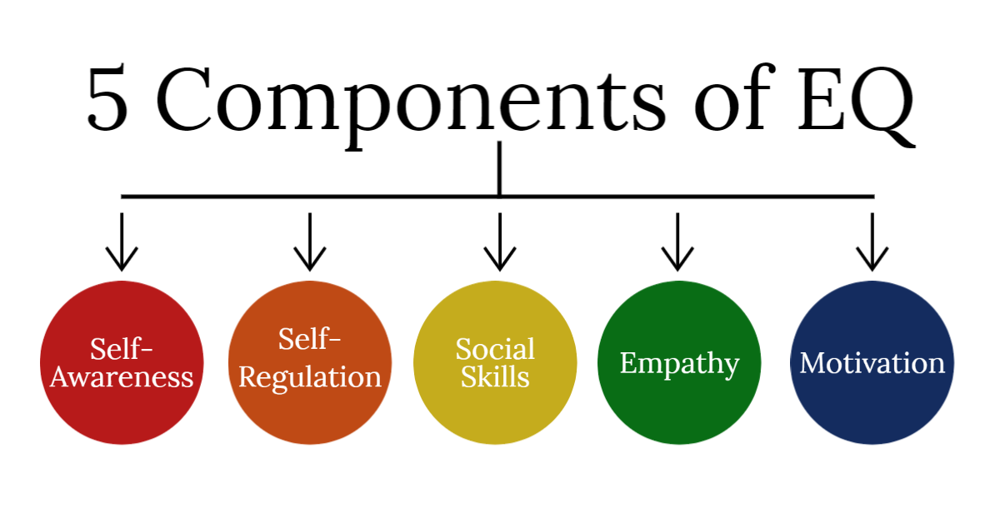 5 Components of EQ
Self-
Awareness
Self-
Regulation
Social
Skills
Empathy
Motivation